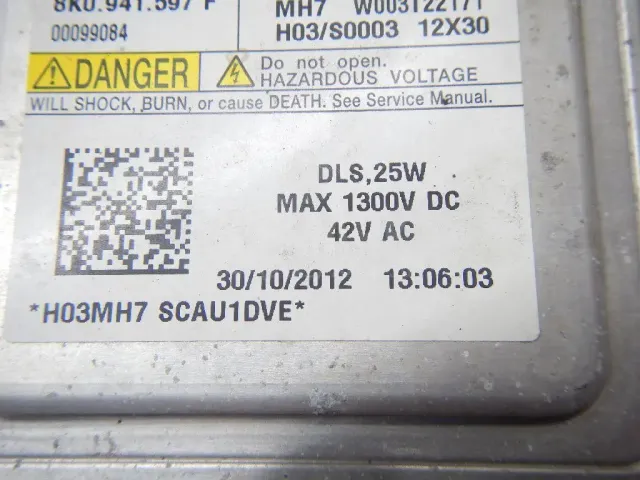 8K0.941.597 F
MH7 W003T22171
00099084
H03/S0003 12X30
DANGER
Do not open.
HAZARDOUS VOLTAGE
WILL SHOCK, BURN, or cause DEATH. See Service Manual.
DLS,25W
MAX 1300V DC
42V AC
30/10/2012 13:06:03
*H03MH7 SCAU1DVE*